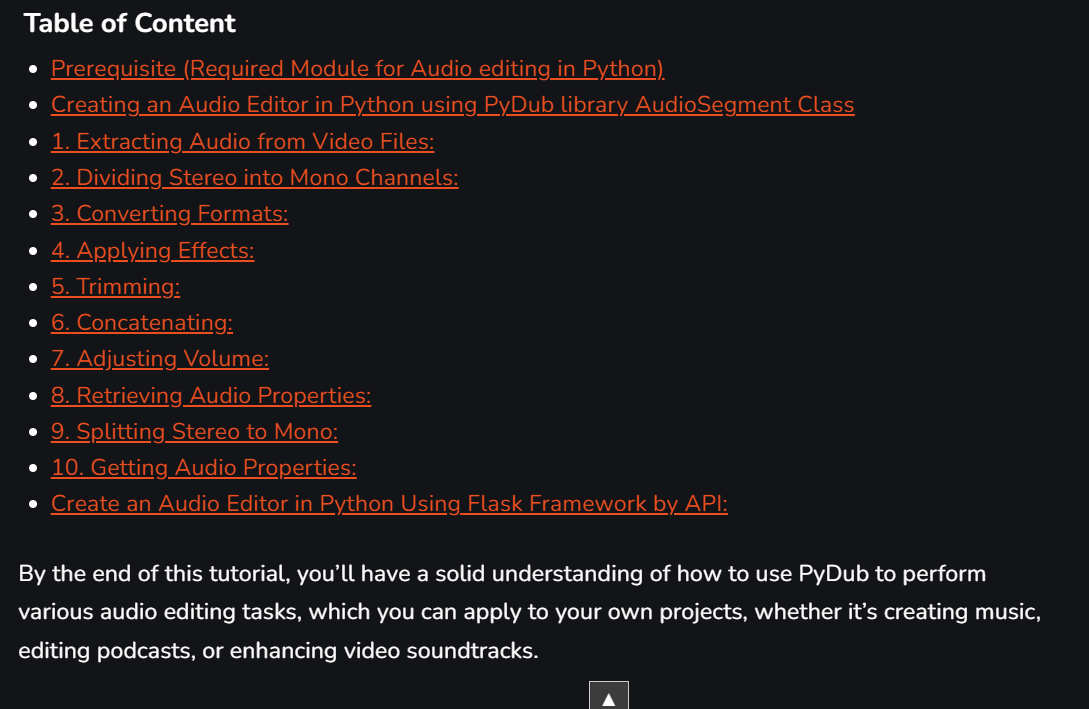 Table of Content
Prerequisite (Required Module for Audio editing in Python)
Creating an Audio Editor in Python using PyDub library AudioSegment Class
1. Extracting Audio from Video Files:
2. Dividing Stereo into Mono Channels:
3. Converting Formats:
4. Applying Effects:
5. Trimming:
6. Concatenating:
7. Adjusting Volume:
8. Retrieving Audio Properties:
9. Splitting Stereo to Mono:
10. Getting Audio Properties:
Create an Audio Editor in Python Using Flask Framework by API:
By the end of this tutorial, you’ll have a solid understanding of how to use PyDub to perform
various audio editing tasks, which you can apply to your own projects, whether it’s creating music,
editing podcasts, or enhancing video soundtracks.